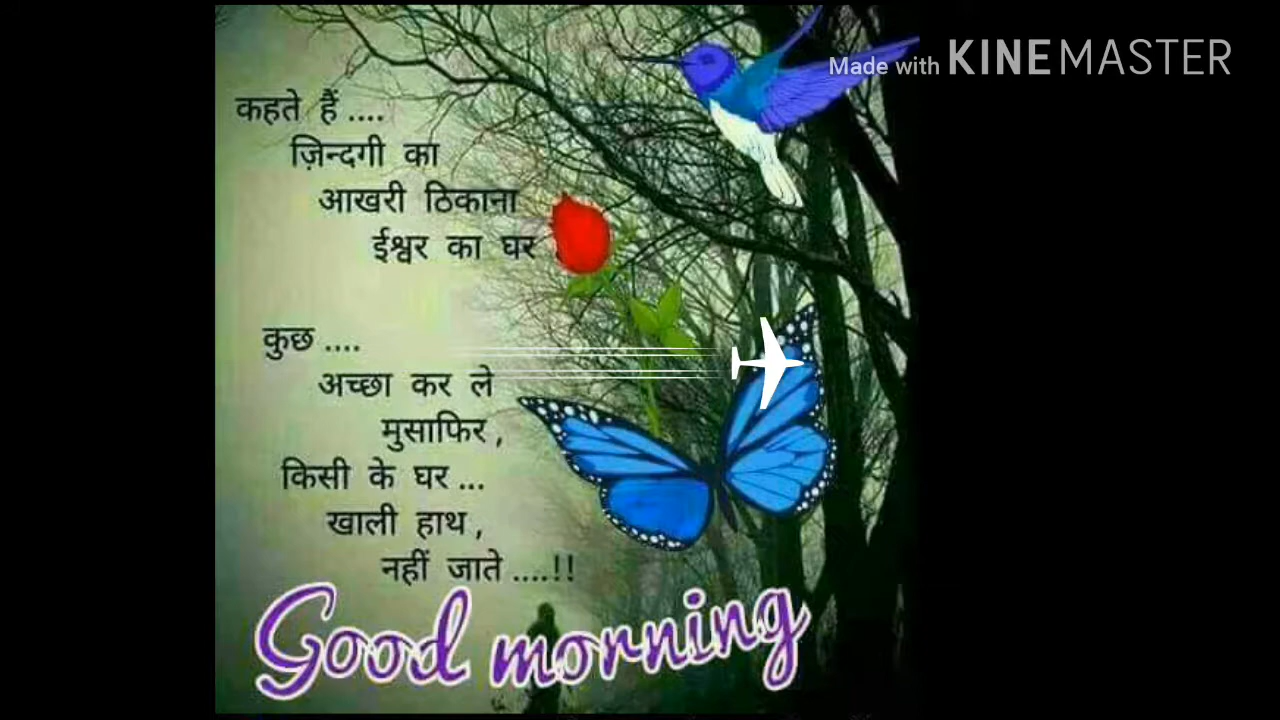 Made with KINEMASTER
कहते हैं ....
ज़िन्दगी का
आखरी ठिकाना
ईश्वर का घर
कुछ ....
अच्छा कर ले
मुसाफिर ,
किसी के घर ...
खाली हाथ ,
नहीं जाते ....!!
Good morning